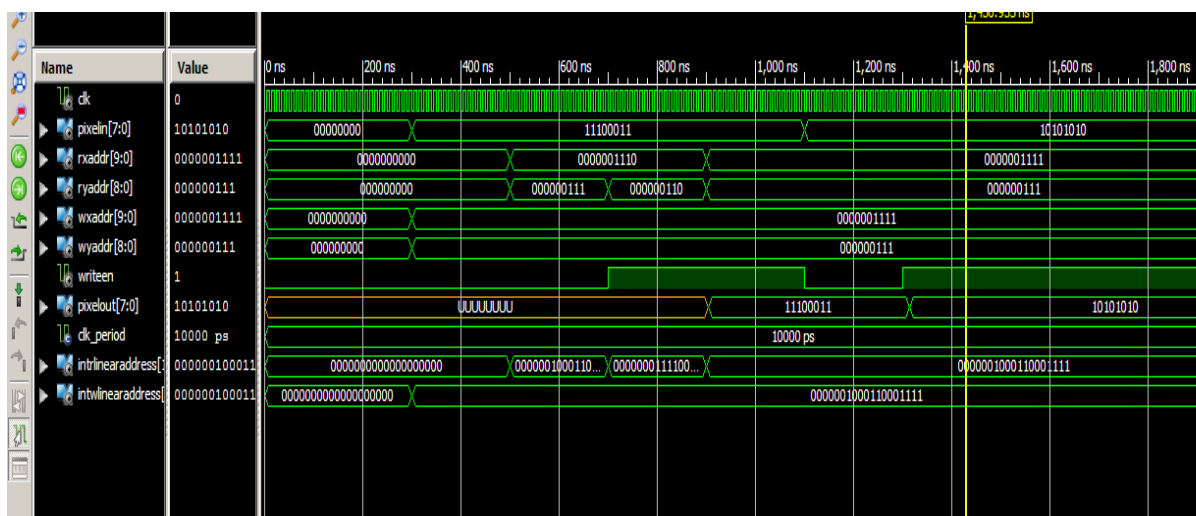 1,400 ns
Name Value 0 ns 200 ns 400 ns 600 ns 800 ns 1,000 ns 1,200 ns 1,600 ns 1,800 ns
clk 0
pixelin[7:0] 10101010 00000000 11100011 10101010
rxaddr[9:0] 0000001111 0000000000 0000001110 0000001111
ryaddr[8:0] 000000111 000000000 000000111 000000110 000000111
wxaddr[9:0] 0000001111 0000000000 0000001111
wyaddr[8:0] 000000111 000000000 000000111
writeen 1
pixelout[7:0] 10101010 UUUUUUUU 11100011 10101010
clk_period 10000 ps 10000 ps
intrlinearaddress[ 000000100011 0000000000000000000 0000001000110... 0000000111100... 0000001000110001111
intwlinearaddress[ 000000100011 0000000000000000000 0000001000110001111